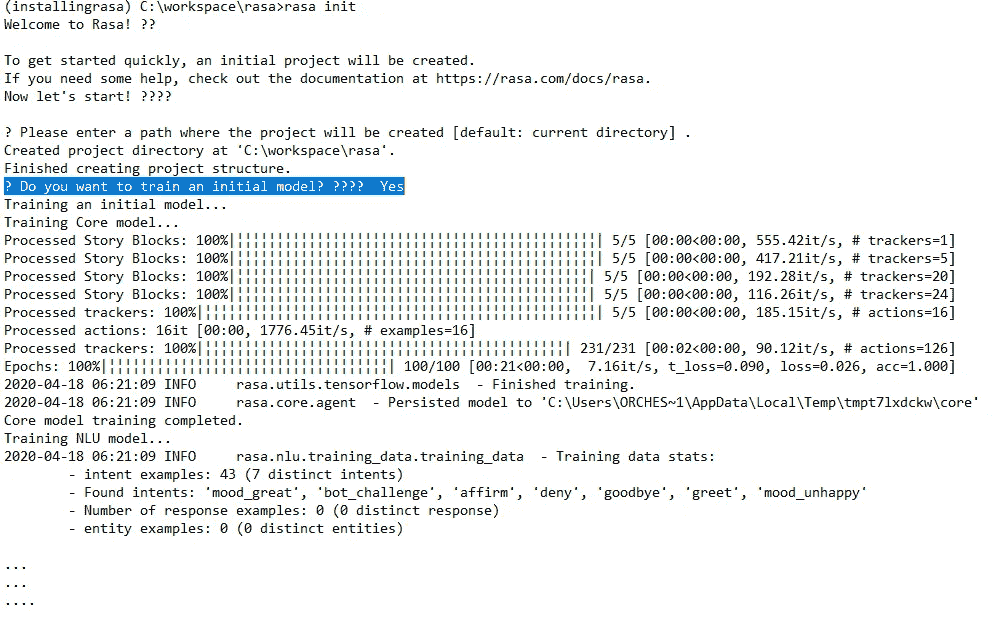 (installingrasa) C:\workspace\rasa>rasa init
Welcome to Rasa! ??
To get started quickly, an initial project will be created.
If you need some help, check out the documentation at https://rasa.com/docs/rasa.
Now let's start! ????
? Please enter a path where the project will be created [default: current directory] .
Created project directory at 'C:\workspace\rasa'.
Finished creating project structure.
? Do you want to train an initial model? ????  Yes
Training an initial model...
Training Core model...
Processed Story Blocks: 100%|¦¦¦¦¦¦¦¦¦¦¦¦¦¦¦¦¦¦¦¦¦¦¦¦¦¦¦¦¦¦¦¦¦¦¦¦¦¦¦¦¦¦¦¦¦| 5/5 [00:00<00:00, 555.42it/s, # trackers=1]
Processed Story Blocks: 100%|¦¦¦¦¦¦¦¦¦¦¦¦¦¦¦¦¦¦¦¦¦¦¦¦¦¦¦¦¦¦¦¦¦¦¦¦¦¦¦¦¦¦¦¦¦| 5/5 [00:00<00:00, 417.21it/s, # trackers=5]
Processed Story Blocks: 100%|¦¦¦¦¦¦¦¦¦¦¦¦¦¦¦¦¦¦¦¦¦¦¦¦¦¦¦¦¦¦¦¦¦¦¦¦¦¦¦¦¦¦¦¦| 5/5 [00:00<00:00, 192.28it/s, # trackers=20]
Processed Story Blocks: 100%|¦¦¦¦¦¦¦¦¦¦¦¦¦¦¦¦¦¦¦¦¦¦¦¦¦¦¦¦¦¦¦¦¦¦¦¦¦¦¦¦¦¦¦¦| 5/5 [00:00<00:00, 116.26it/s, # trackers=24]
Processed trackers: 100%|¦¦¦¦¦¦¦¦¦¦¦¦¦¦¦¦¦¦¦¦¦¦¦¦¦¦¦¦¦¦¦¦¦¦¦¦¦¦¦¦¦¦¦¦¦¦¦¦¦| 5/5 [00:00<00:00, 185.15it/s, # actions=16]
Processed actions: 16it [00:00, 1776.45it/s, # examples=16]
Processed trackers: 100%|¦¦¦¦¦¦¦¦¦¦¦¦¦¦¦¦¦¦¦¦¦¦¦¦¦¦¦¦¦¦¦¦¦¦¦¦¦¦¦¦¦¦¦¦¦| 231/231 [00:02<00:00, 90.12it/s, # actions=126]
Epochs: 100%|¦¦¦¦¦¦¦¦¦¦¦¦¦¦¦¦¦¦¦¦¦¦¦¦¦¦¦¦¦¦¦¦¦¦¦| 100/100 [00:21<00:00,  7.16it/s, t_loss=0.090, loss=0.026, acc=1.000]
2020-04-18 06:21:09 INFO     rasa.utils.tensorflow.models  - Finished training.
2020-04-18 06:21:09 INFO     rasa.core.agent  - Persisted model to 'C:\Users\ORCHES~1\AppData\Local\Temp\tmpt7lxdckw\core'
Core model training completed.
Training NLU model...
2020-04-18 06:21:09 INFO     rasa.nlu.training_data.training_data  - Training data stats:
- intent examples: 43 (7 distinct intents)
- Found intents: 'mood_great', 'bot_challenge', 'affirm', 'deny', 'goodbye', 'greet', 'mood_unhappy'
- Number of response examples: 0 (0 distinct response)
- entity examples: 0 (0 distinct entities)
...
...
....